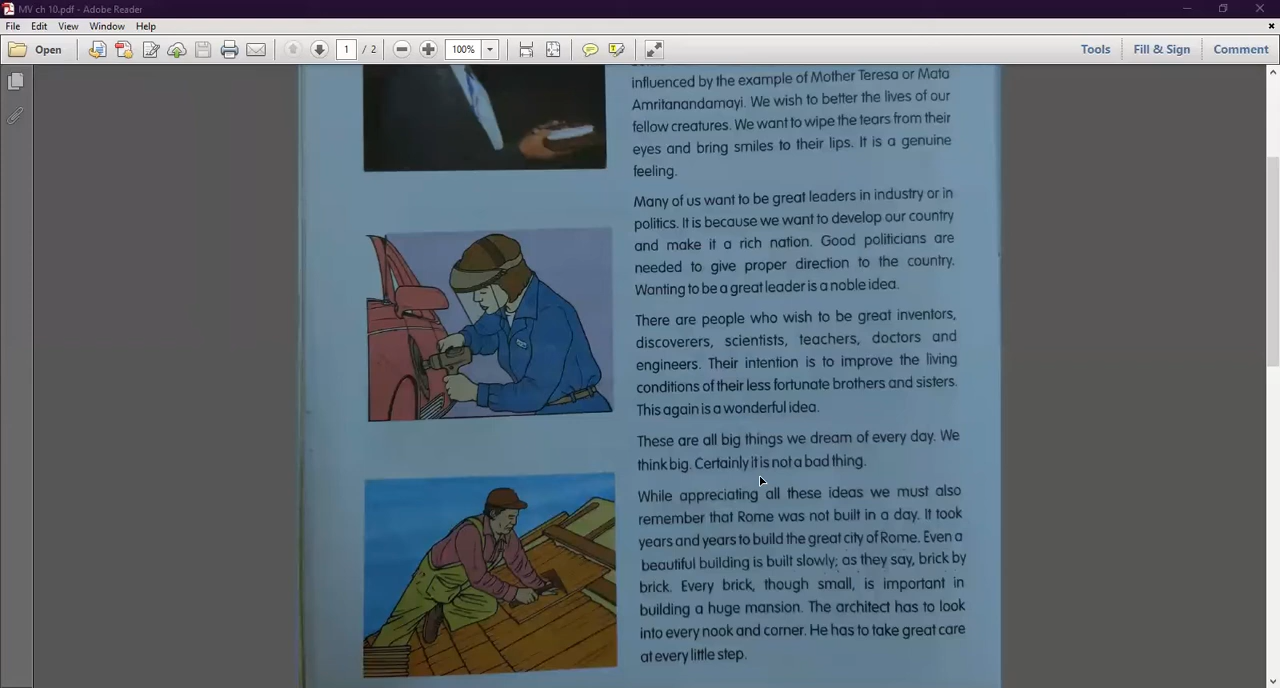 MV ch 10.pdf - Adobe Reader
File Edit View Window Help
Open 1 / 2 100% Tools Fill & Sign Comment
influenced by the example of Mother Teresa or Mata
Amritanandamayi. We wish to better the lives of our
fellow creatures. We want to wipe the tears from their
eyes and bring smiles to their lips. It is a genuine
feeling.
Many of us want to be great leaders in industry or in
politics. It is because we want to develop our country
and make it a rich nation. Good politicians are
needed to give proper direction to the country.
Wanting to be a great leader is a noble idea.
There are people who wish to be great inventors,
discoverers, scientists, teachers, doctors and
engineers. Their intention is to improve the living
conditions of their less fortunate brothers and sisters.
This again is a wonderful idea.
These are all big things we dream of every day. We
think big. Certainly it is not a bad thing.
While appreciating all these ideas we must also
remember that Rome was not built in a day. It took
years and years to build the great city of Rome. Even a
beautiful building is built slowly; as they say, brick by
brick. Every brick, though small, is important in
building a huge mansion. The architect has to look
into every nook and corner. He has to take great care
at every little step.